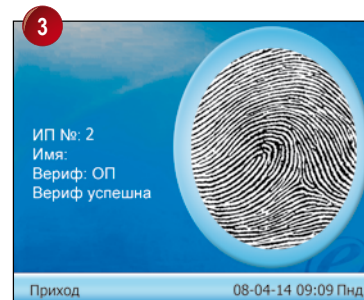 3
ИП №: 2
Имя:
Вериф: ОП
Вериф успешна
Приход 08-04-14 09:09 Пнд